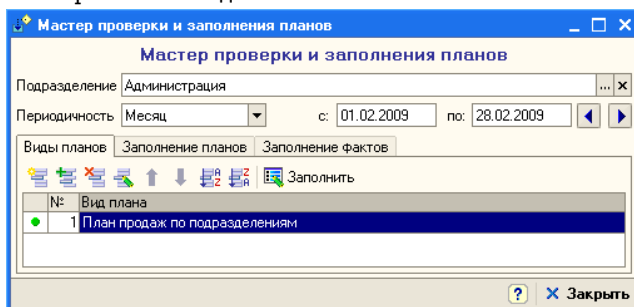 Мастер проверки и заполнения планов
Мастер проверки и заполнения планов
Подразделение Администрация ... x
Периодичность Месяц с: 01.02.2009 по: 28.02.2009
Виды планов Заполнение планов Заполнение фактов
Заполнить
№ Вид плана
1 План продаж по подразделениям
? Закрыть